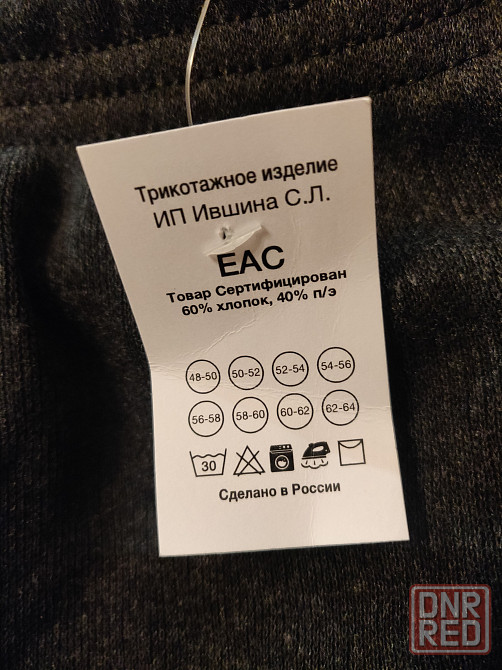 Трикотажное изделие
ИП Ившина С.Л.
ЕАС
Товар Сертифицирован
60% хлопок, 40% п/э
48-50 50-52 52-54 54-56
56-58 58-60 60-62 62-64
30
Сделано в России
DNR
RED